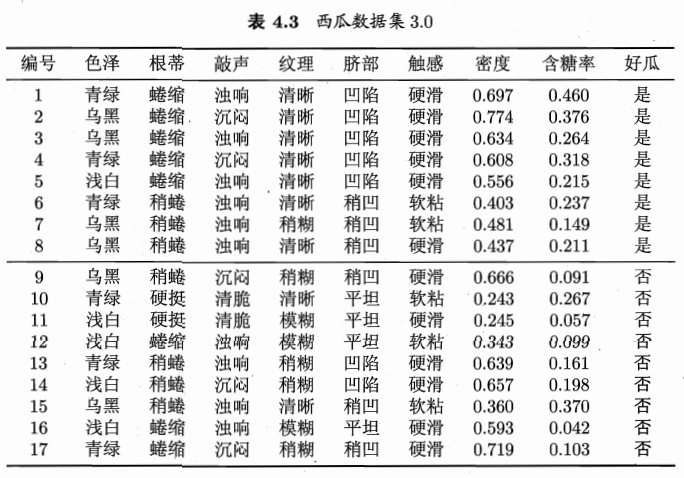 表 4.3 西瓜数据集 3.0
编号 色泽 根蒂 敲声 纹理 脐部 触感 密度 含糖率 好瓜
1 青绿 蜷缩 浊响 清晰 凹陷 硬滑 0.697 0.460 是
2 乌黑 蜷缩 沉闷 清晰 凹陷 硬滑 0.774 0.376 是
3 乌黑 蜷缩 浊响 清晰 凹陷 硬滑 0.634 0.264 是
4 青绿 蜷缩 沉闷 清晰 凹陷 硬滑 0.608 0.318 是
5 浅白 蜷缩 浊响 清晰 凹陷 硬滑 0.556 0.215 是
6 青绿 稍蜷 浊响 清晰 稍凹 软粘 0.403 0.237 是
7 乌黑 稍蜷 浊响 稍糊 稍凹 软粘 0.481 0.149 是
8 乌黑 稍蜷 浊响 清晰 稍凹 硬滑 0.437 0.211 是
9 乌黑 稍蜷 沉闷 稍糊 稍凹 硬滑 0.666 0.091 否
10 青绿 硬挺 清脆 清晰 平坦 软粘 0.243 0.267 否
11 浅白 硬挺 清脆 模糊 平坦 硬滑 0.245 0.057 否
12 浅白 蜷缩 浊响 模糊 平坦 软粘 0.343 0.099 否
13 青绿 稍蜷 浊响 稍糊 凹陷 硬滑 0.639 0.161 否
14 浅白 稍蜷 沉闷 稍糊 凹陷 硬滑 0.657 0.198 否
15 乌黑 稍蜷 浊响 清晰 稍凹 软粘 0.360 0.370 否
16 浅白 蜷缩 浊响 模糊 平坦 硬滑 0.593 0.042 否
17 青绿 蜷缩 沉闷 稍糊 稍凹 硬滑 0.719 0.103 否